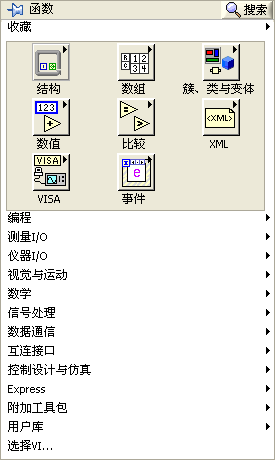 函数 搜索
收藏
结构 数组 簇、类与变体
123
数值 比较 XML
<XML>
VISA
VISA 事件
编程
测量I/O
仪器I/O
视觉与运动
数学
信号处理
数据通信
互连接口
控制设计与仿真
Express
附加工具包
用户库
选择VI...